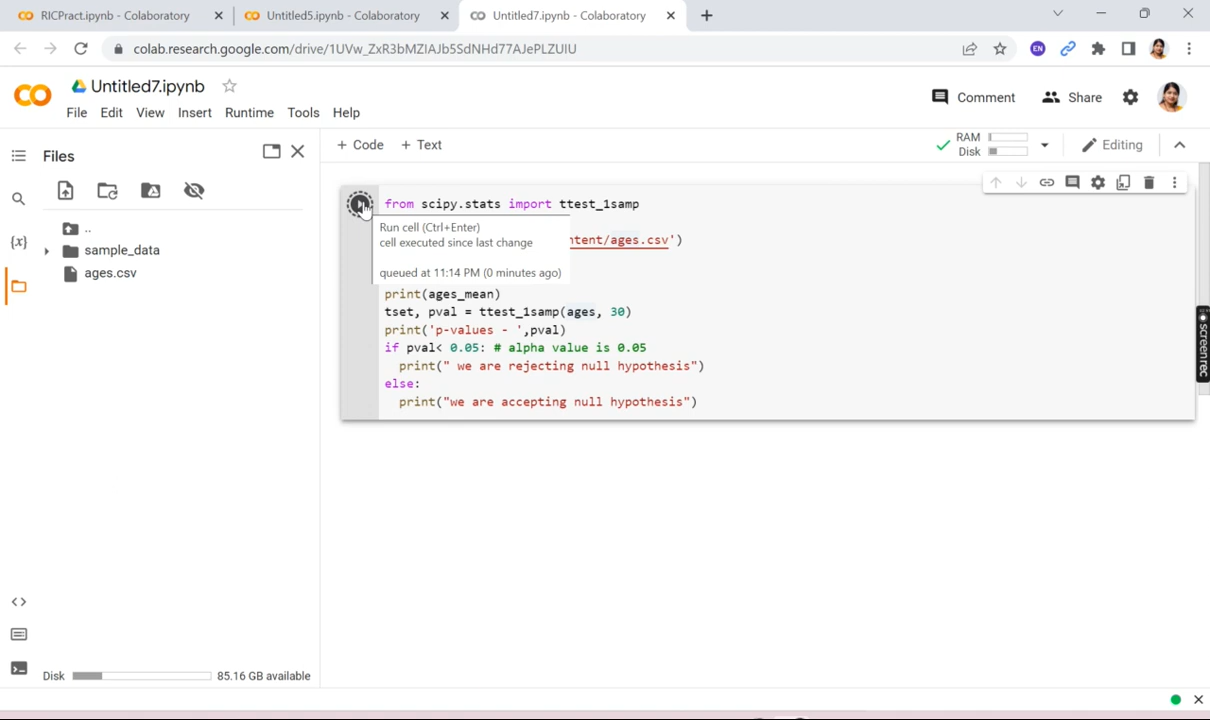 RICPract.ipynb - Colaboratory
Untitled5.ipynb - Colaboratory
Untitled7.ipynb - Colaboratory
colab.research.google.com/drive/1UVw_ZxR3bMZIAJb5SdNHd77AJePLZUIU
EN
Untitled7.ipynb
File Edit View Insert Runtime Tools Help
Comment
Share
+ Code + Text
RAM
Disk
Editing
Files
..
sample_data
ages.csv
{x}
from scipy.stats import ttest_1samp
Run cell (Ctrl+Enter)
cell executed since last change
queued at 11:14 PM (0 minutes ago)
ntent/ages.csv')
print(ages_mean)
tset, pval = ttest_1samp(ages, 30)
print('p-values - ',pval)
if pval< 0.05: # alpha value is 0.05
print(" we are rejecting null hypothesis")
else:
print("we are accepting null hypothesis")
screenrec
Disk
85.16 GB available